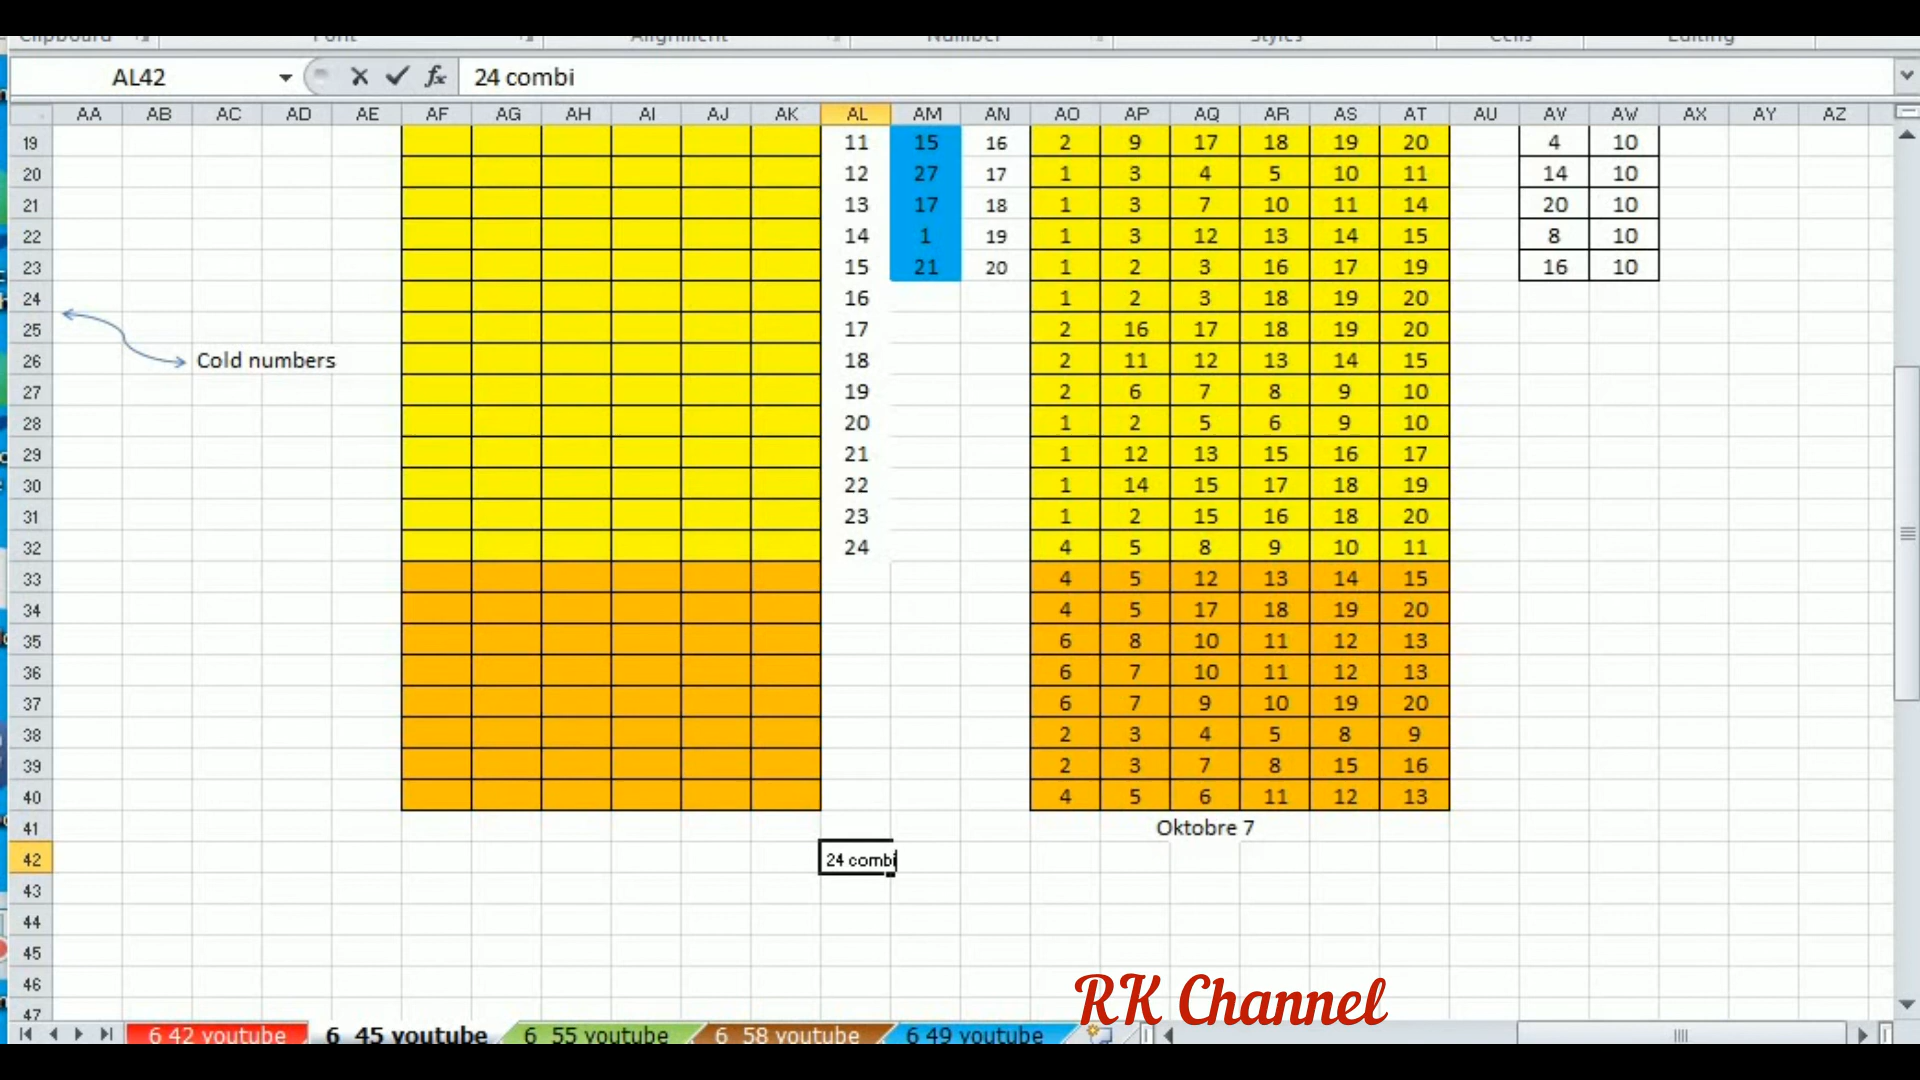 Clipboard Font Alignment Number Styles Cells Editing
AL42 fx 24 combi
AA AB AC AD AE AF AG AH AI AJ AK AL AM AN AO AP AQ AR AS AT AU AV AW AX AY AZ
19 11 15 16 2 9 17 18 19 20 4 10
20 12 27 17 1 3 4 5 10 11 14 10
21 13 17 18 1 3 7 10 11 14 20 10
22 14 1 19 1 3 12 13 14 15 8 10
23 15 21 20 1 2 3 16 17 19 16 10
24 16 1 2 3 18 19 20
25 17 2 16 17 18 19 20
26 Cold numbers 18 2 11 12 13 14 15
27 19 2 6 7 8 9 10
28 20 1 2 5 6 9 10
29 21 1 12 13 15 16 17
30 22 1 14 15 17 18 19
31 23 1 2 15 16 18 20
32 24 4 5 8 9 10 11
33 4 5 12 13 14 15
34 4 5 17 18 19 20
35 6 8 10 11 12 13
36 6 7 10 11 12 13
37 6 7 9 10 19 20
38 2 3 4 5 8 9
39 2 3 7 8 15 16
40 4 5 6 11 12 13
41 Oktobre 7
42 24 combi
43
44
45
46
47
RK Channel
6 42 youtube 6 45 youtube 6 55 youtube 6 58 youtube 6 49 youtube